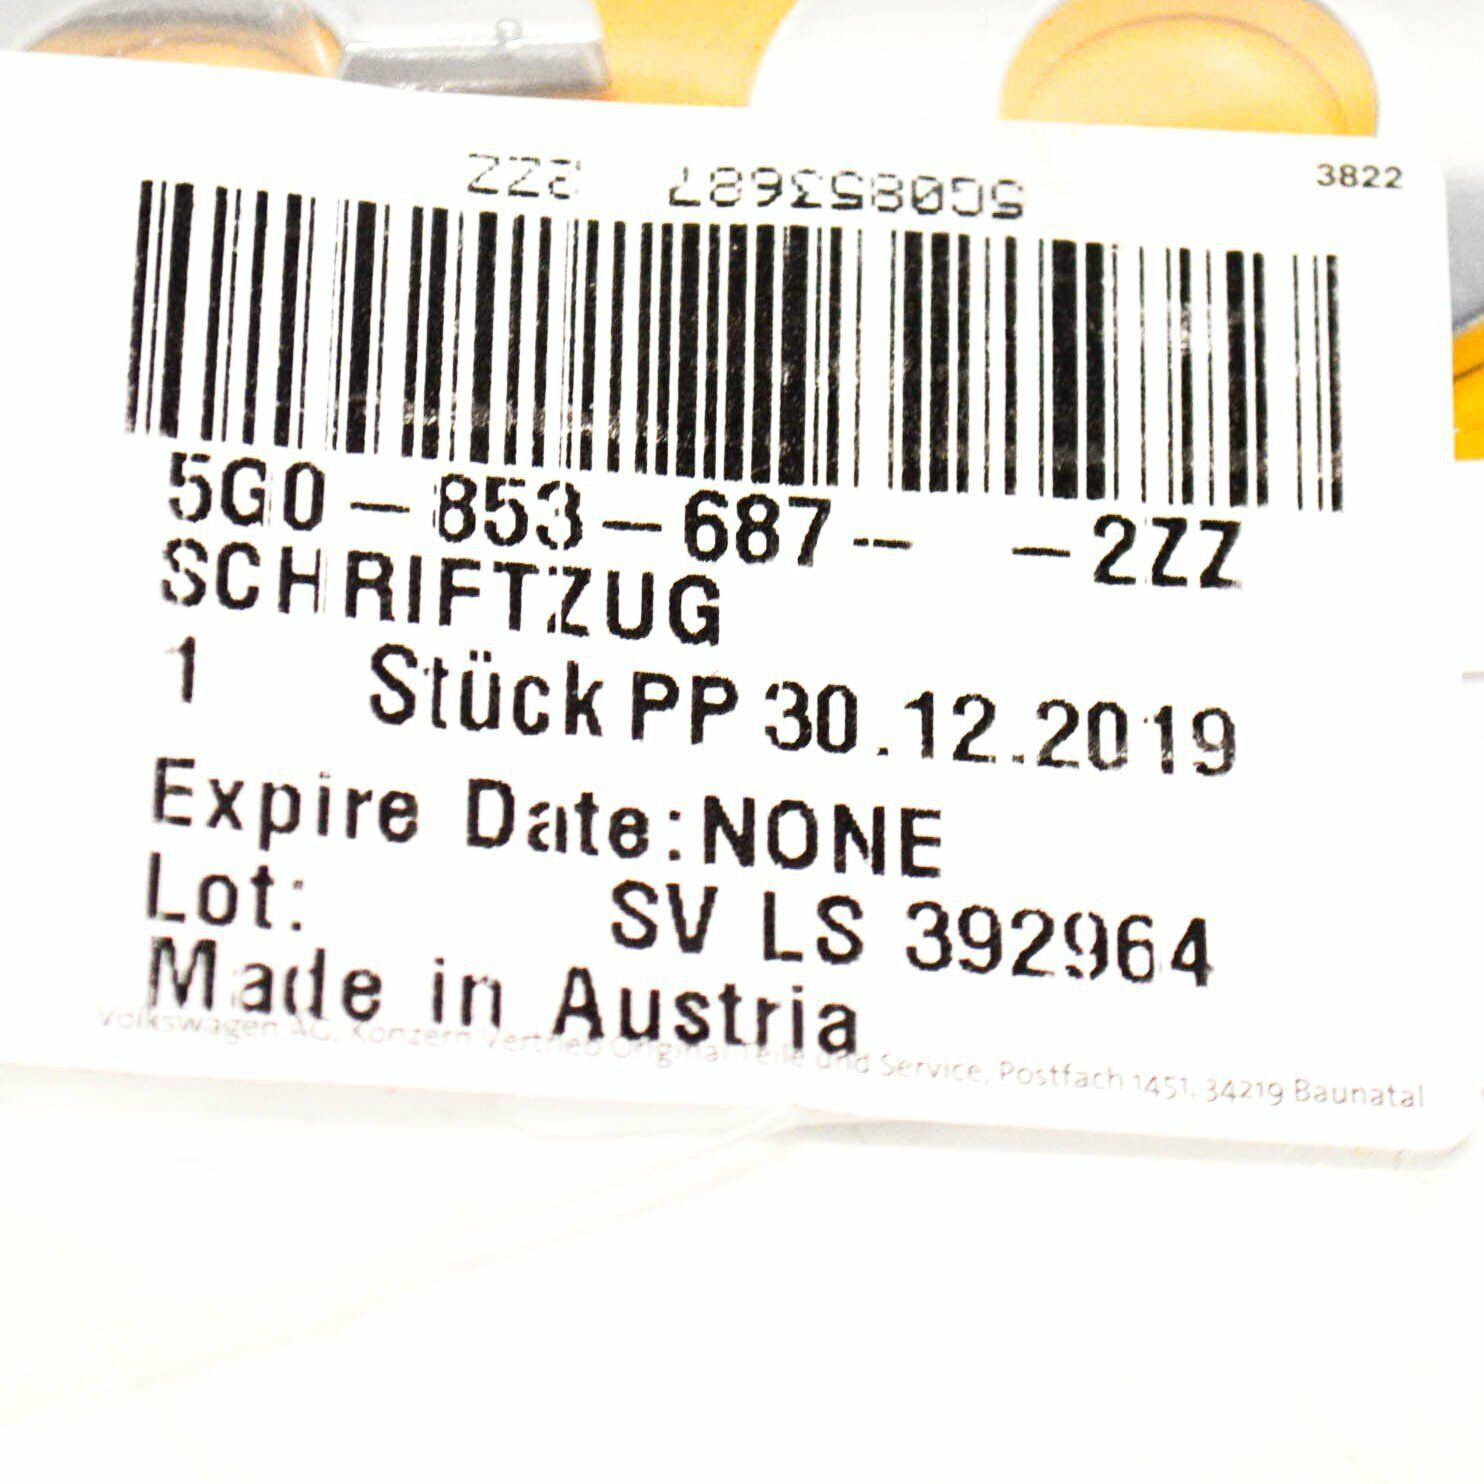 3822
5G0853687 2ZZ
5G0-853-687-- -2ZZ
SCHRIFTZUG
1 Stück PP 30.12.2019
Expire Date:NONE
Lot: SV LS 392964
Made in Austria
Volkswagen AG, Konzern Vertrieb Original Teile und Service, Postfach 1451, 34219 Baunatal